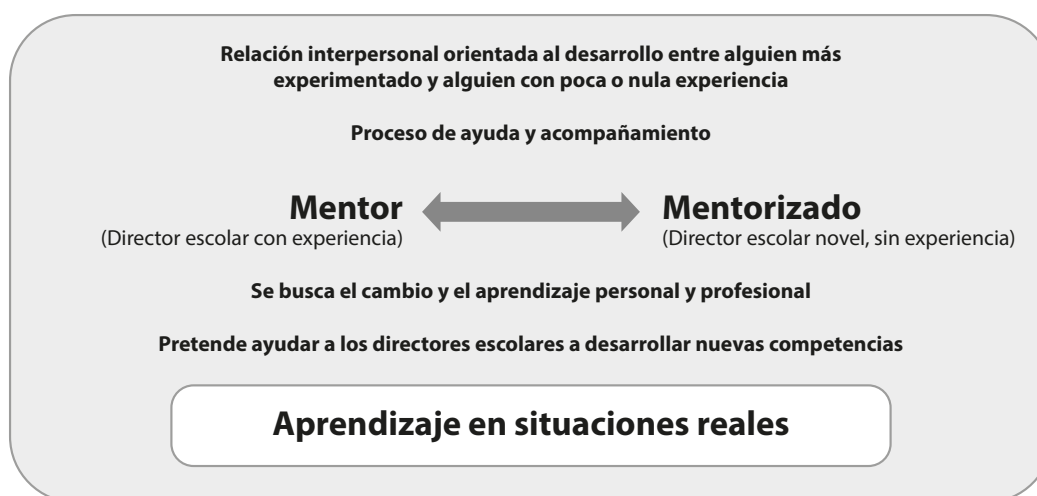 Relación interpersonal orientada al desarrollo entre alguien más
experimentado y alguien con poca o nula experiencia
Proceso de ayuda y acompañamiento
Mentor
(Director escolar con experiencia)
Mentorizado
(Director escolar novel, sin experiencia)
Se busca el cambio y el aprendizaje personal y profesional
Pretende ayudar a los directores escolares a desarrollar nuevas competencias
Aprendizaje en situaciones reales